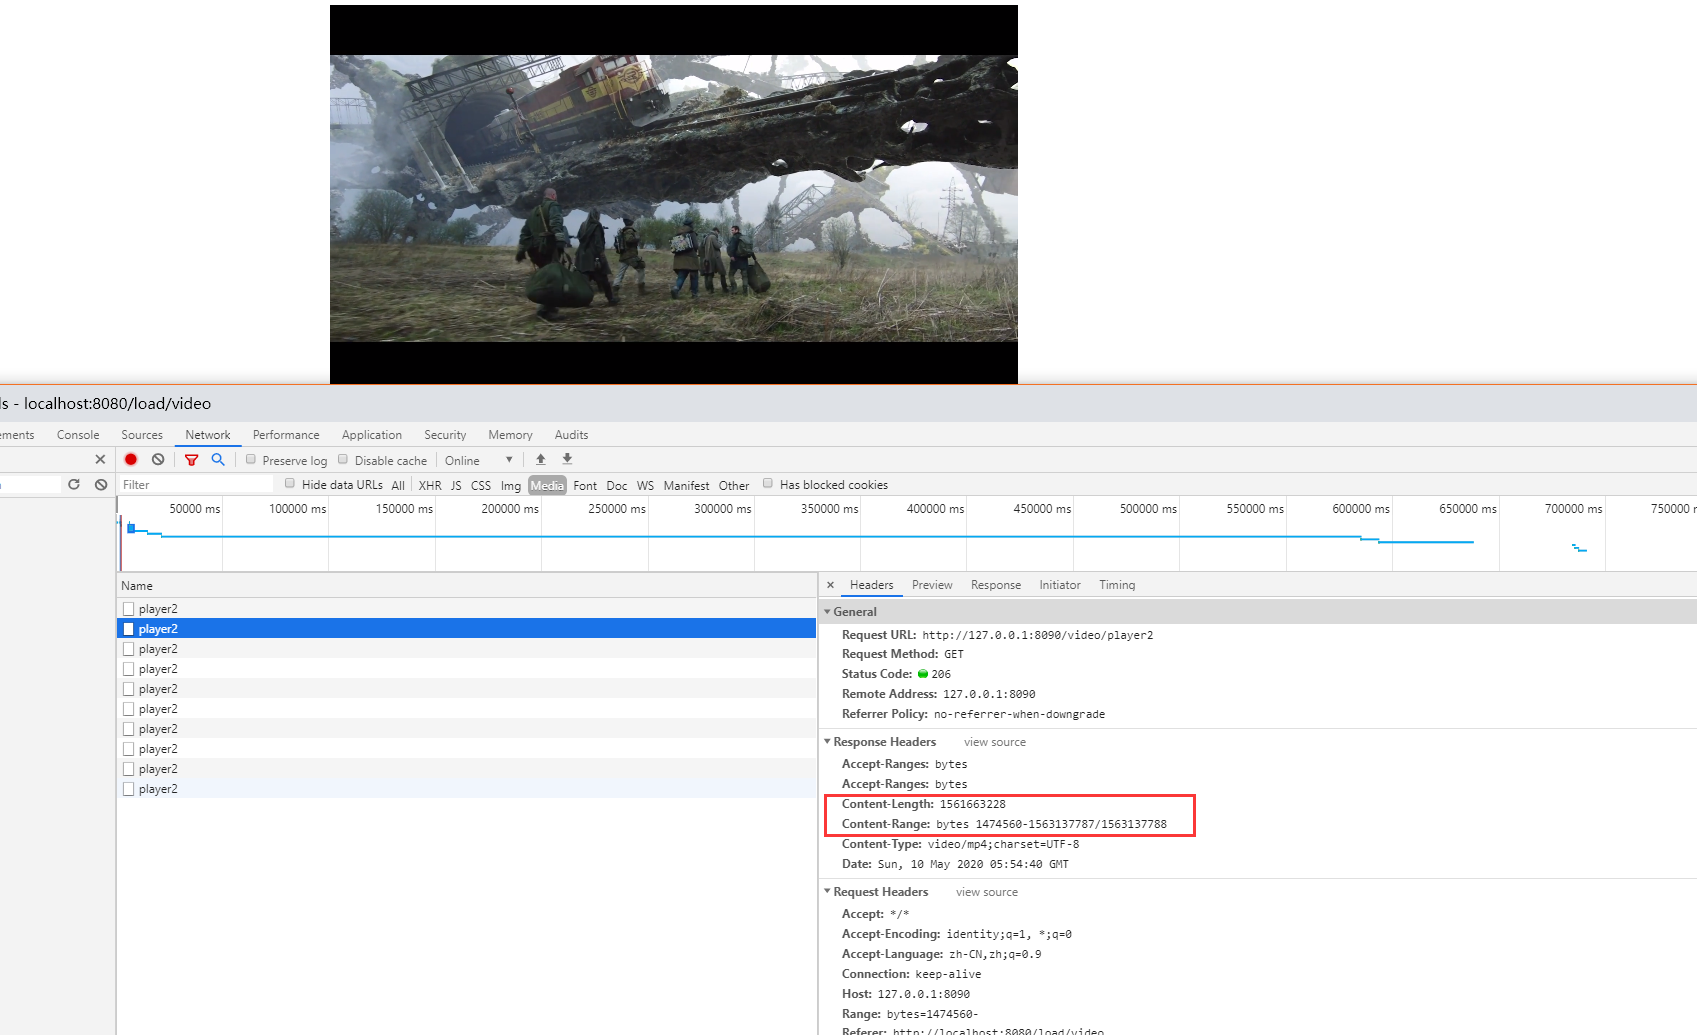 ls - localhost:8080/load/video
ements Console Sources Network Performance Application Security Memory Audits
Preserve log Disable cache Online
Filter Hide data URLs All XHR JS CSS Img Media Font Doc WS Manifest Other Has blocked cookies
50000 ms 100000 ms 150000 ms 200000 ms 250000 ms 300000 ms 350000 ms 400000 ms 450000 ms 500000 ms 550000 ms 600000 ms 650000 ms 700000 ms 750000 m
Name
player2
player2
player2
player2
player2
player2
player2
player2
player2
player2
× Headers Preview Response Initiator Timing
General
Request URL: http://127.0.0.1:8090/video/player2
Request Method: GET
Status Code: 206
Remote Address: 127.0.0.1:8090
Referrer Policy: no-referrer-when-downgrade
Response Headers view source
Accept-Ranges: bytes
Accept-Ranges: bytes
Content-Length: 1561663228
Content-Range: bytes 1474560-1563137787/1563137788
Content-Type: video/mp4;charset=UTF-8
Date: Sun, 10 May 2020 05:54:40 GMT
Request Headers view source
Accept: */*
Accept-Encoding: identity;q=1, *;q=0
Accept-Language: zh-CN,zh;q=0.9
Connection: keep-alive
Host: 127.0.0.1:8090
Range: bytes=1474560-
Referer: http://localhost:8080/load/video